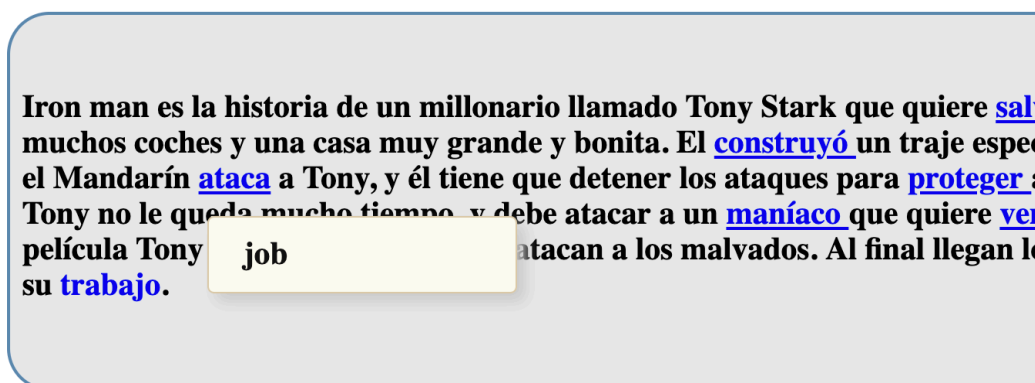 Iron man es la historia de un millonario llamado Tony Stark que quiere
muchos coches y una casa muy grande y bonita. El construyó un traje
el Mandarín ataca a Tony, y él tiene que detener los ataques para proteger
Tony no le queda mucho tiempo, y debe atacar a un maníaco que quiere
película Tony atacan a los malvados. Al final llegan
su trabajo.
job